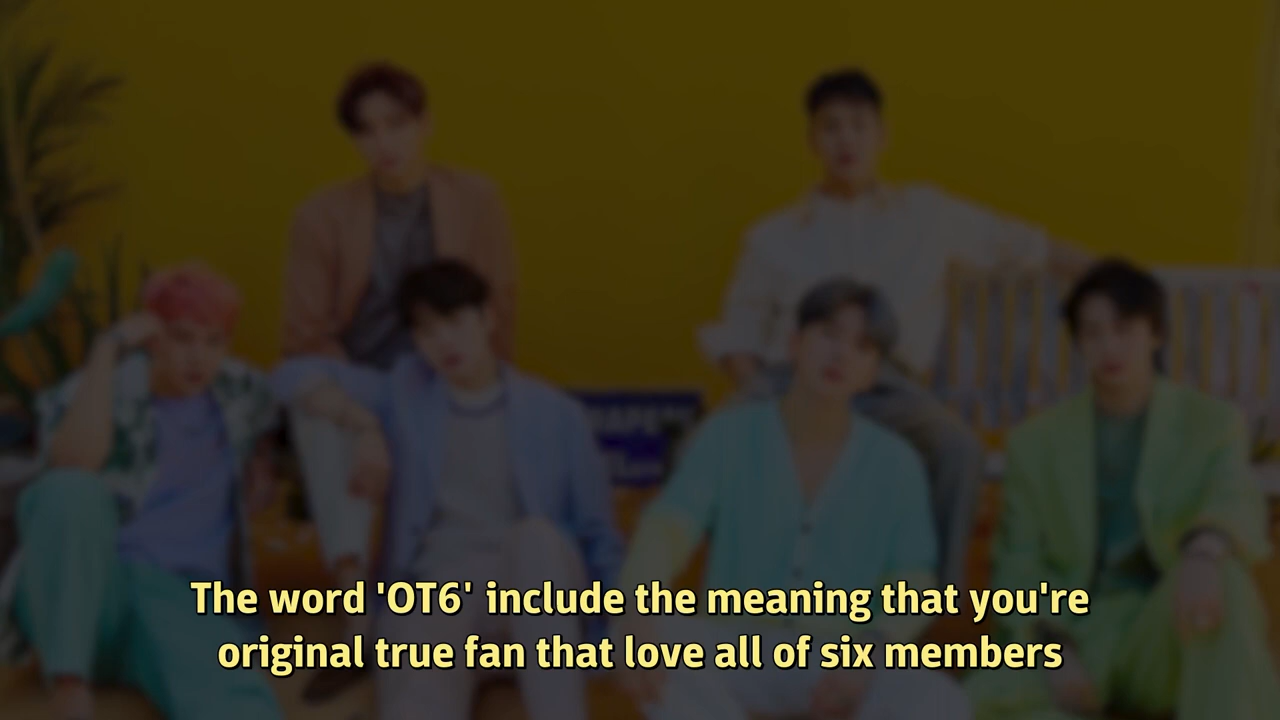 The word 'OT6' include the meaning that you're
original true fan that love all of six members